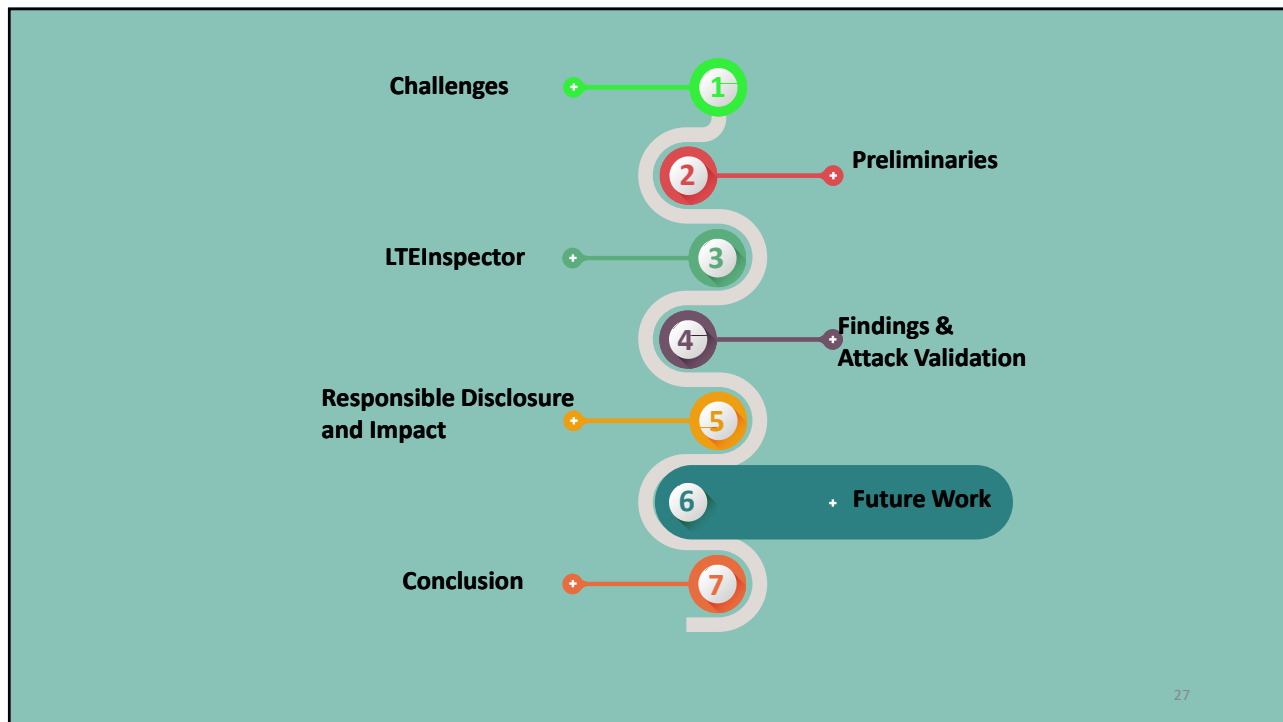 Challenges
1
2
Preliminaries
LTEInspector
3
4
Findings &
Attack Validation
Responsible Disclosure
and Impact
5
6
Future Work
Conclusion
7
27